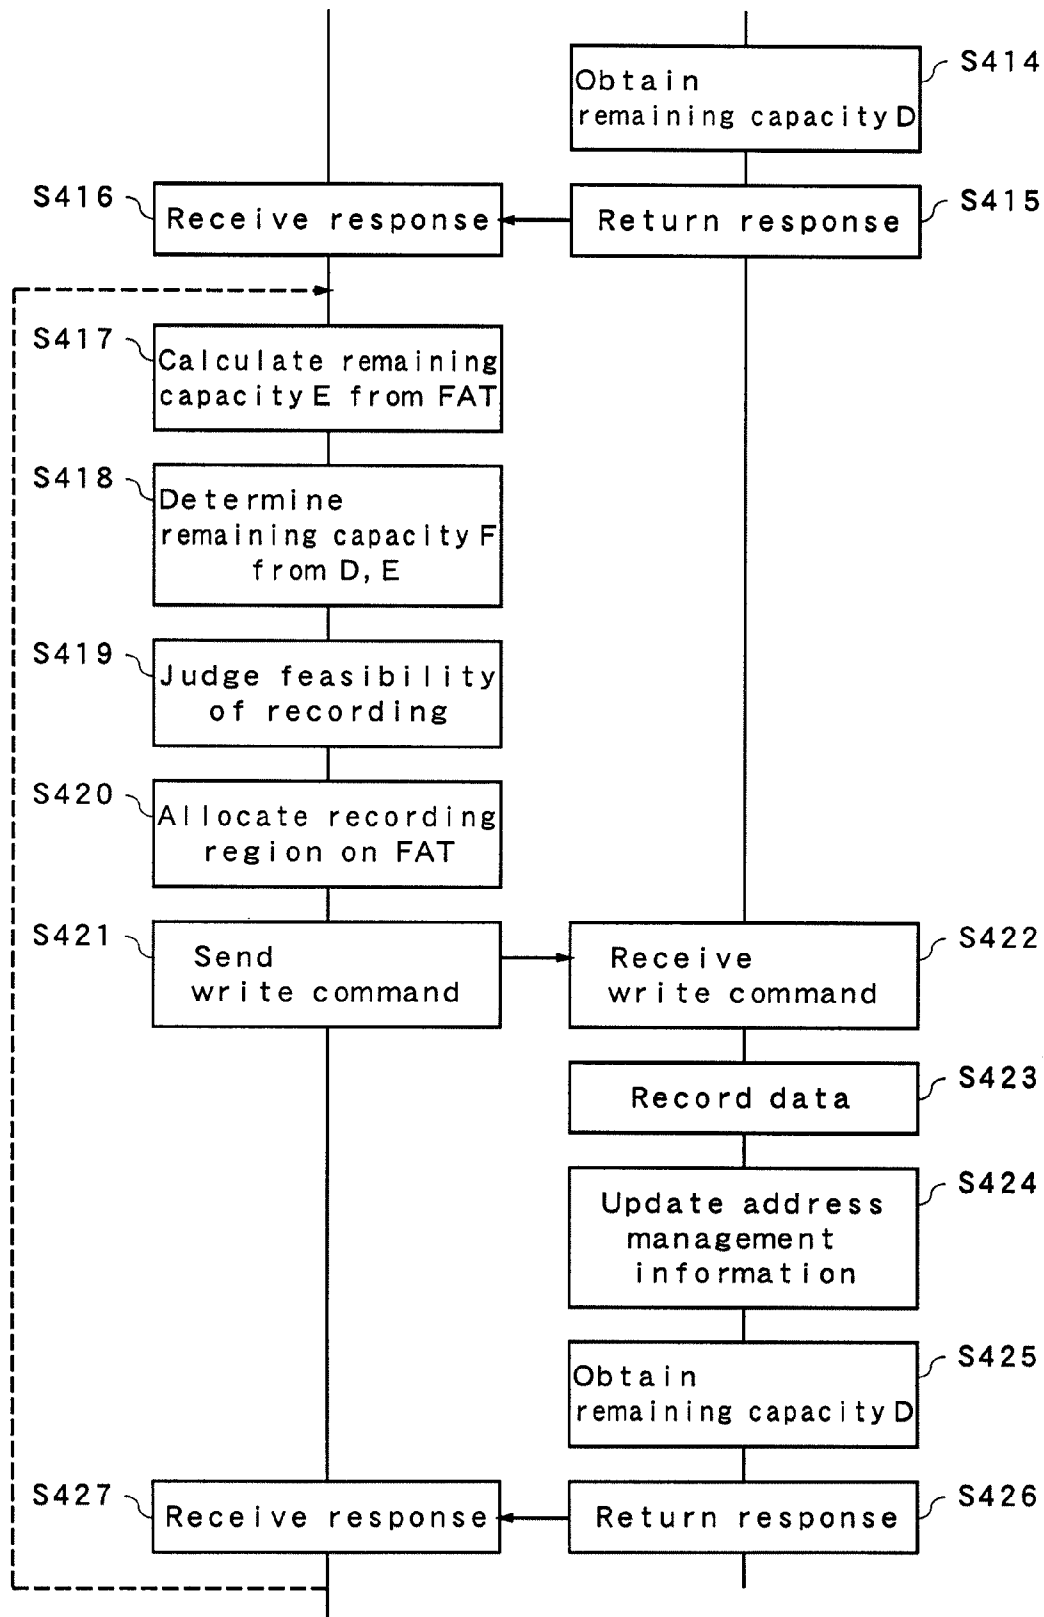 S414
Obtain
remaining capacity D
S416
Receive response
S415
Return response
S417
Calculate remaining
capacity E from FAT
S418
Determine
remaining capacity F
from D, E
S419
Judge feasibility
of recording
S420
Allocate recording
region on FAT
S421
Send
write command
S422
Receive
write command
S423
Record data
S424
Update address
management
information
S425
Obtain
remaining capacity D
S427
Receive response
S426
Return response